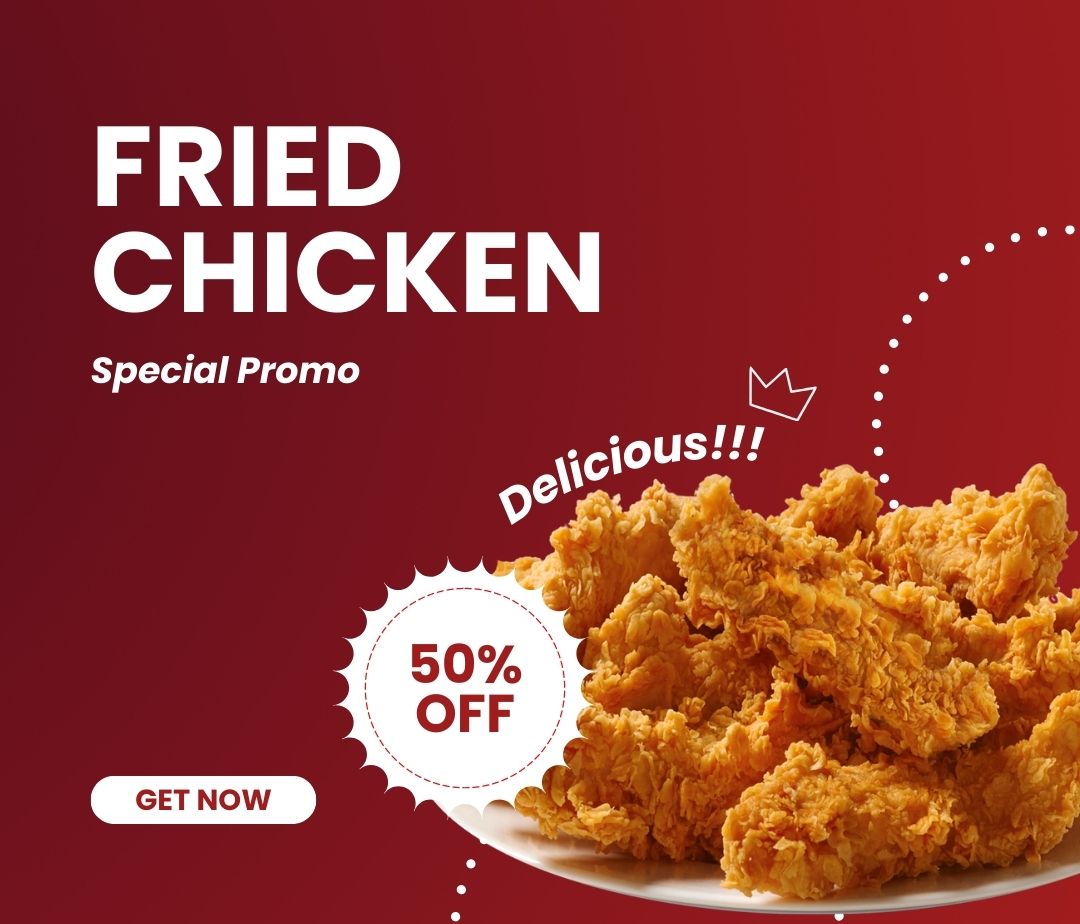 FRIED
CHICKEN
Special Promo
Delicious!!!
50%
OFF
GET NOW